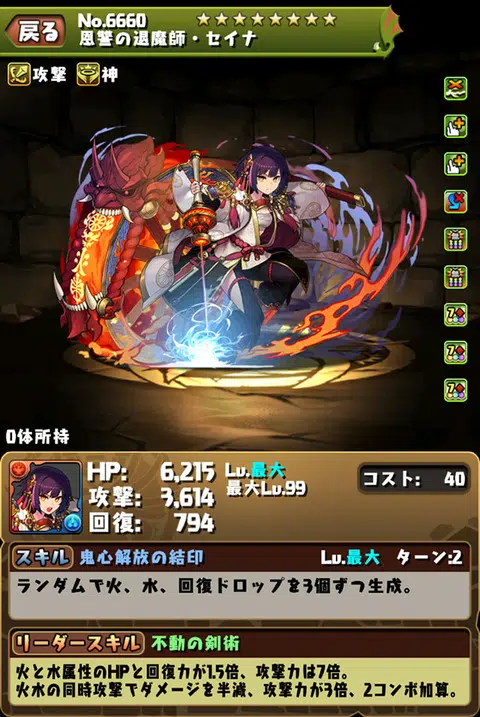 戻る
No.6660 ★★★★★★★★
恩讐の退魔師・セイナ
攻撃 神
0体所持
HP: 6,215 Lv.最大
攻撃: 3,614 最大Lv.99
回復: 794
コスト: 40
スキル 鬼心解放の結印 Lv.最大 ターン:2
ランダムで火、水、回復ドロップを3個ずつ生成。
リーダースキル 不動の剣術
火と水属性のHPと回復力が1.5倍、攻撃力は7倍。
火水の同時攻撃でダメージを半減、攻撃力が3倍、2コンボ加算。